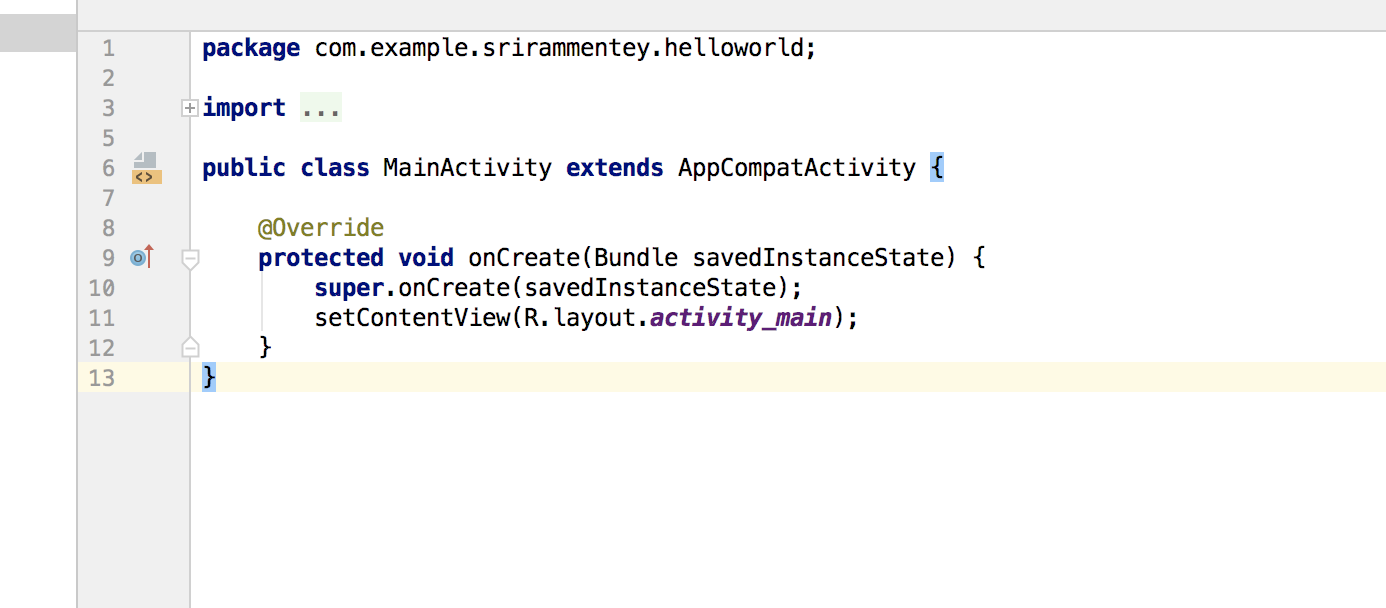 1 package com.example.srirammentey.helloworld;
2
3 import ...
5
6 public class MainActivity extends AppCompatActivity {
7
8 @Override
9 protected void onCreate(Bundle savedInstanceState) {
10 super.onCreate(savedInstanceState);
11 setContentView(R.layout.activity_main);
12 }
13 }